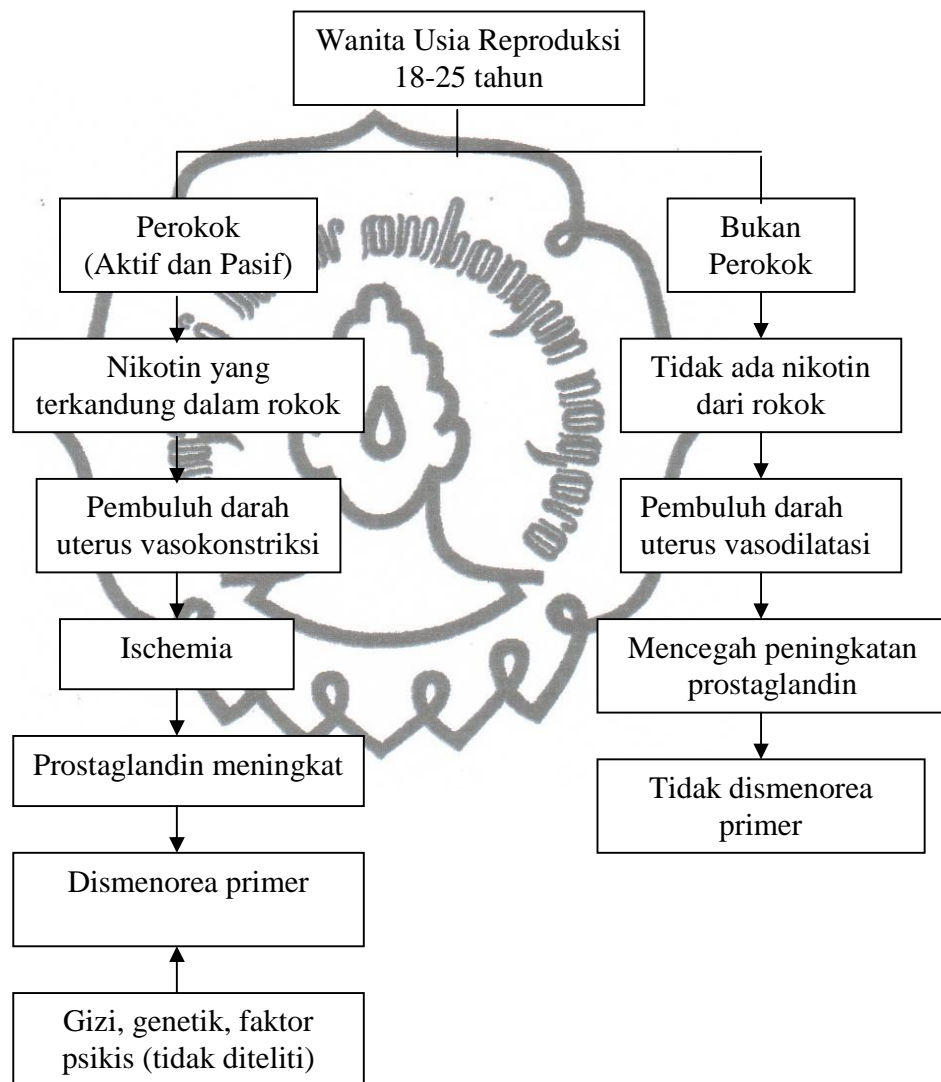 Wanita Usia Reproduksi
18-25 tahun
Perokok
(Aktif dan Pasif)
Bukan
Perokok
Nikotin yang
terkandung dalam rokok
Tidak ada nikotin
dari rokok
Pembuluh darah
uterus vasokonstriksi
Pembuluh darah
uterus vasodilatasi
Ischemia
Mencegah peningkatan
prostaglandin
Prostaglandin meningkat
Tidak dismenorea
primer
Dismenorea primer
Gizi, genetik, faktor
psikis (tidak diteliti)